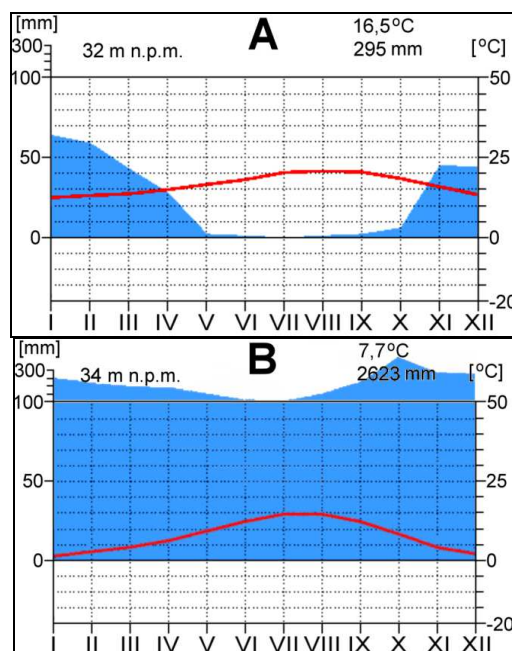 [mm] A 16,5°C
300 32 m n.p.m. 295 mm [°C]
100 50
50 25
0 0
-20
I II III IV V VI VII VIII IX X XI XII
[mm] B 7,7°C
300 34 m n.p.m. 2623 mm [°C]
100 50
50 25
0 0
-20
I II III IV V VI VII VIII IX X XI XII